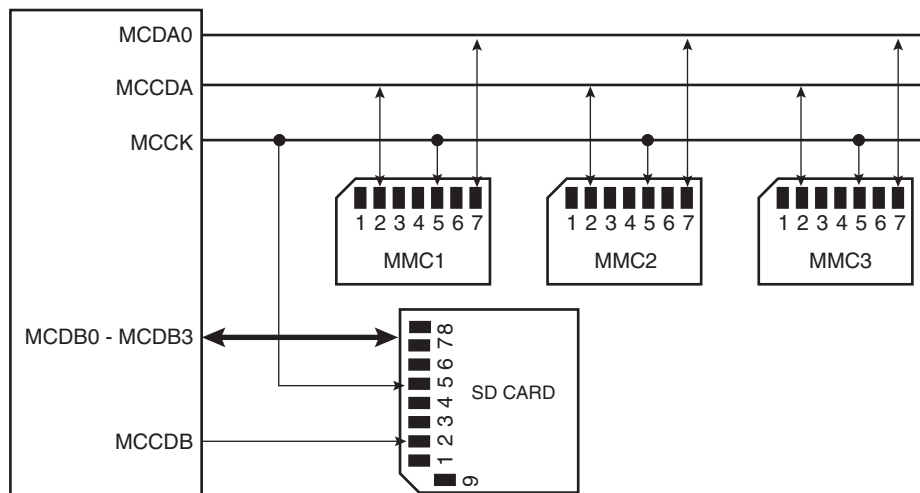 MCDA0
MCCDA
MCCK
1 2 3 4 5 6 7
MMC1
1 2 3 4 5 6 7
MMC2
1 2 3 4 5 6 7
MMC3
MCDB0 - MCDB3
MCCDB
1 2 3 4 5 6 7 8
9
SD CARD